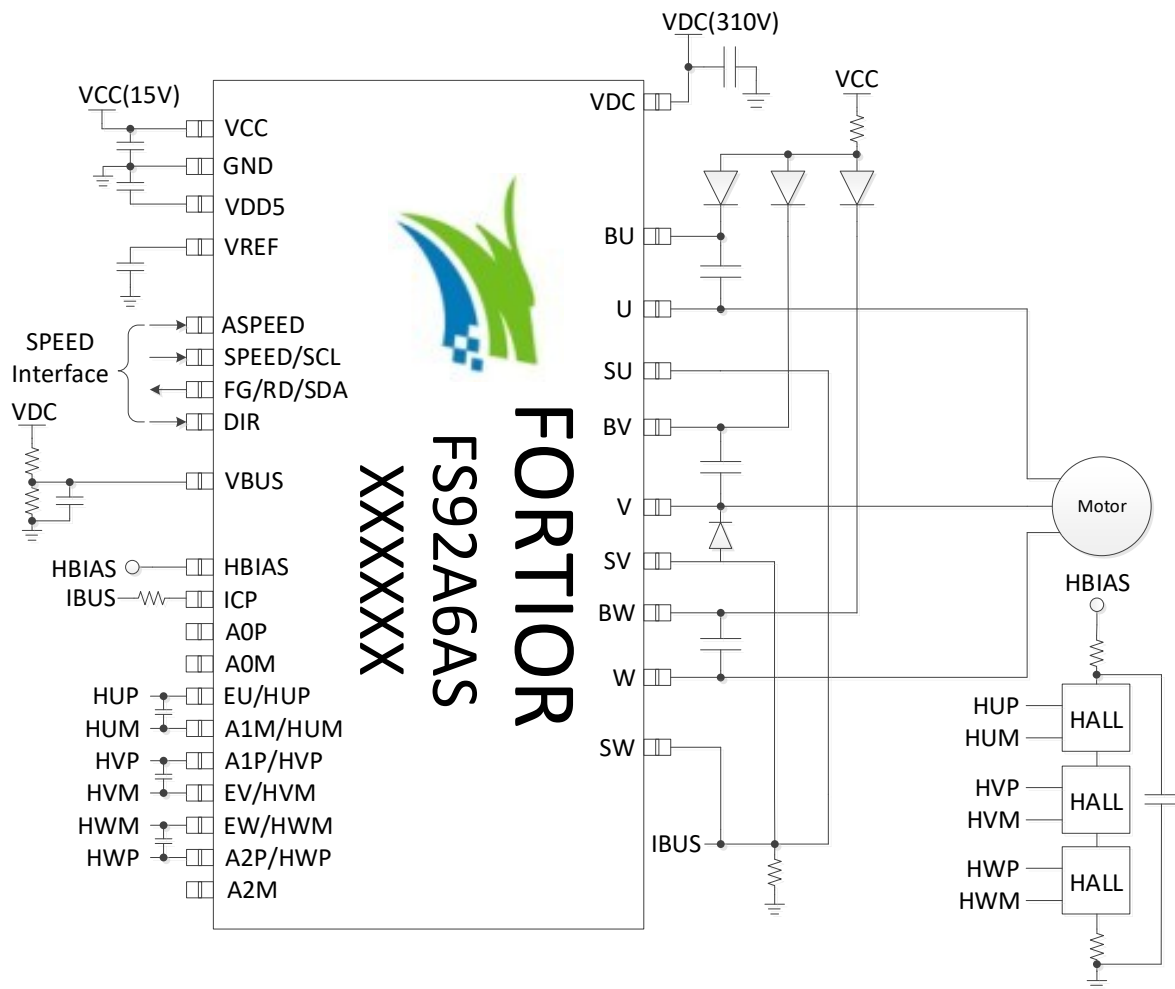 VDC(310V)
VCC(15V)
VCC
VCC
GND
VDD5
VREF
ASPEED
SPEED/SCL
FG/RD/SDA
DIR
SPEED
Interface
VDC
VBUS
HBIAS
HBIAS
IBUS
ICP
A0P
A0M
HUP
EU/HUP
HUM
A1M/HUM
HVP
A1P/HVP
HVM
EV/HVM
HWM
EW/HWM
HWP
A2P/HWP
A2M
FORTIOR
FS92A6AS
XXXXXX
VDC
BU
U
SU
BV
V
SV
BW
W
SW
IBUS
Motor
HBIAS
HUP
HUM
HALL
HVP
HVM
HALL
HWP
HWM
HALL